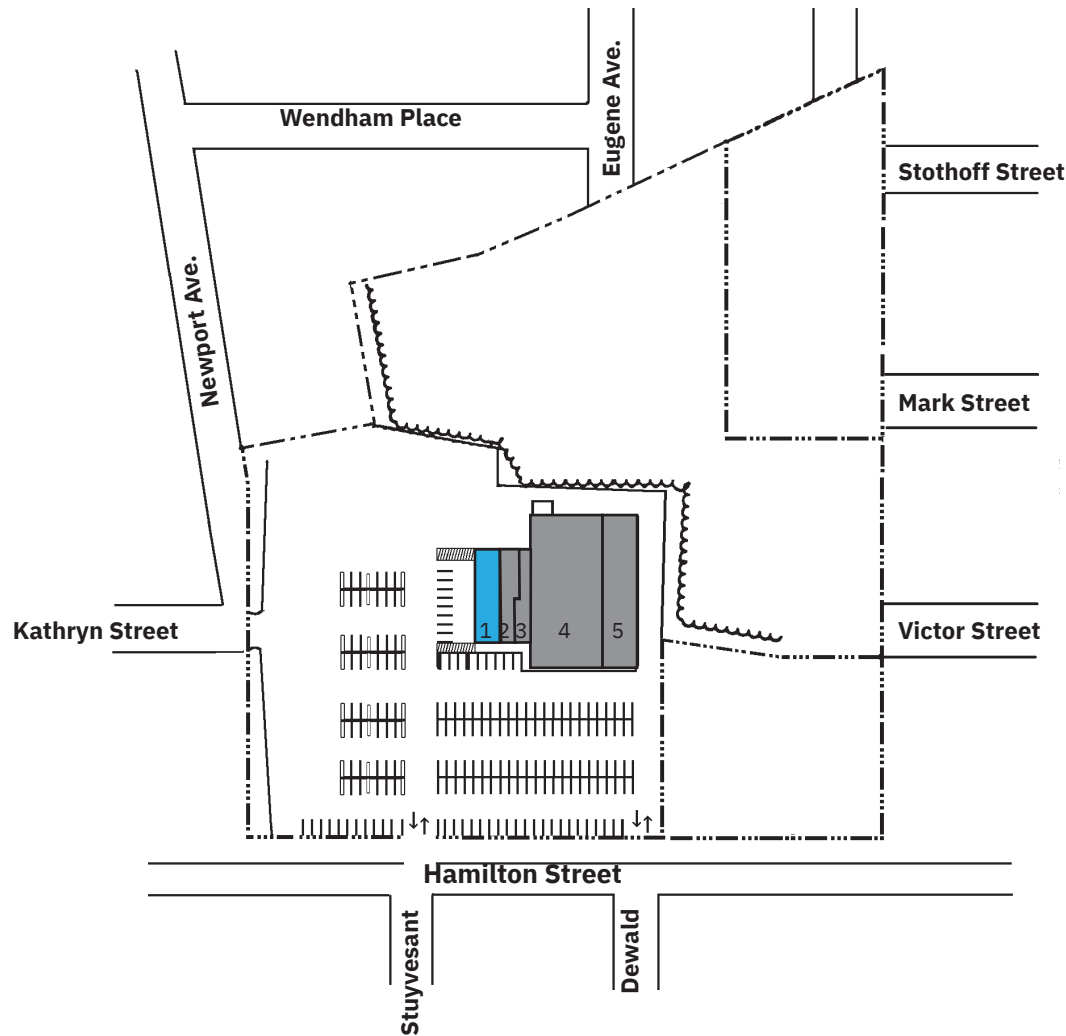 Wendham Place
Eugene Ave.
Stothoff Street
Newport Ave.
Mark Street
Kathryn Street
1 2 3 4 5
Victor Street
Hamilton Street
Stuyvesant
Dewald